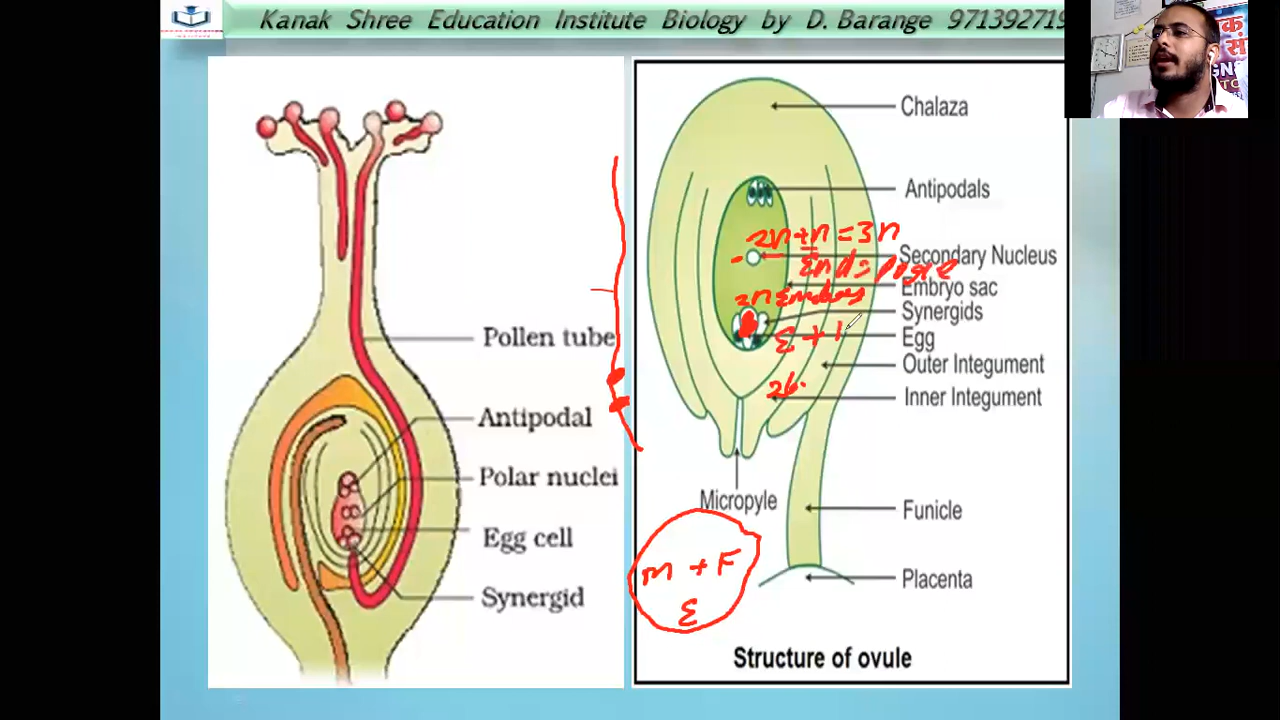 Kanak Shree Education Institute Biology by D. Barange 971392719
Pollen tube
Antipodal
Polar nuclei
Egg cell
Synergid
Chalaza
Antipodals
2n+n=3n
Secondary Nucleus
Embryo sac
Synergids
Egg
Outer Integument
Inner Integument
Micropyle
Funicle
m + F
Placenta
Structure of ovule